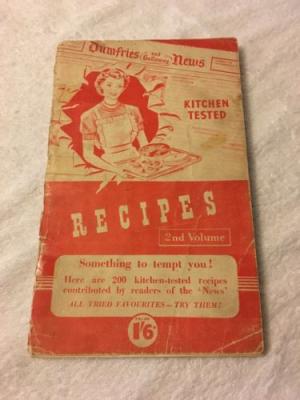 Dumfries and Galloway News
KITCHEN
TESTED
RECIPES
2nd Volume
Something to tempt you!
Here are 200 kitchen-tested recipes
contributed by readers of the 'News'
ALL TRIED FAVOURITES—TRY THEM!
1/6